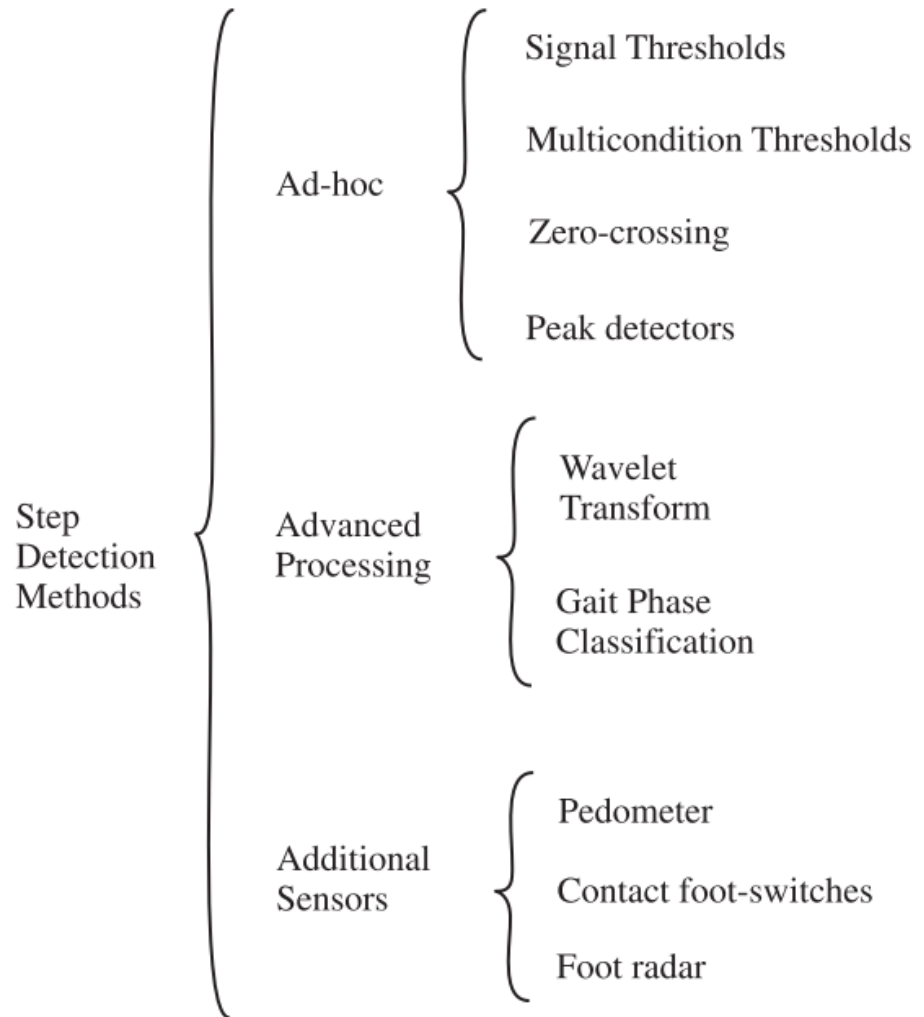 Step
Detection
Methods
Ad-hoc
Signal Thresholds
Multicondition Thresholds
Zero-crossing
Peak detectors
Advanced
Processing
Wavelet
Transform
Gait Phase
Classification
Additional
Sensors
Pedometer
Contact foot-switches
Foot radar